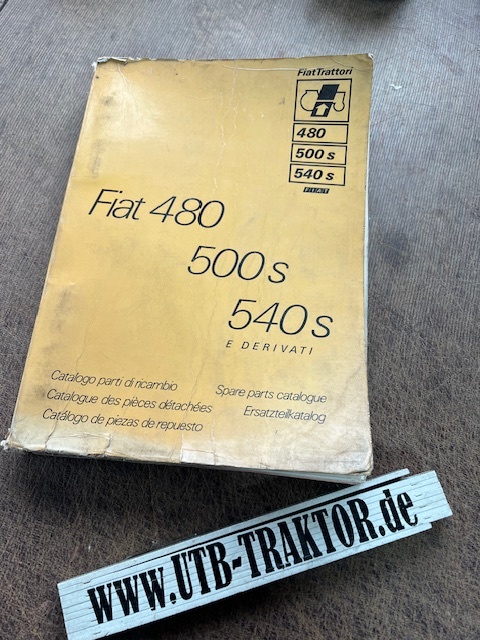 FiatTrattori
480
500 s
540 s
FIAT
Fiat 480
500 s
540 s
E DERIVATI
Catalogo parti di ricambio
Catalogue des pièces détachées
Catálogo de piezas de repuesto
Spare parts catalogue
Ersatzteilkatalog
www.UTB-TRAKTOR.de